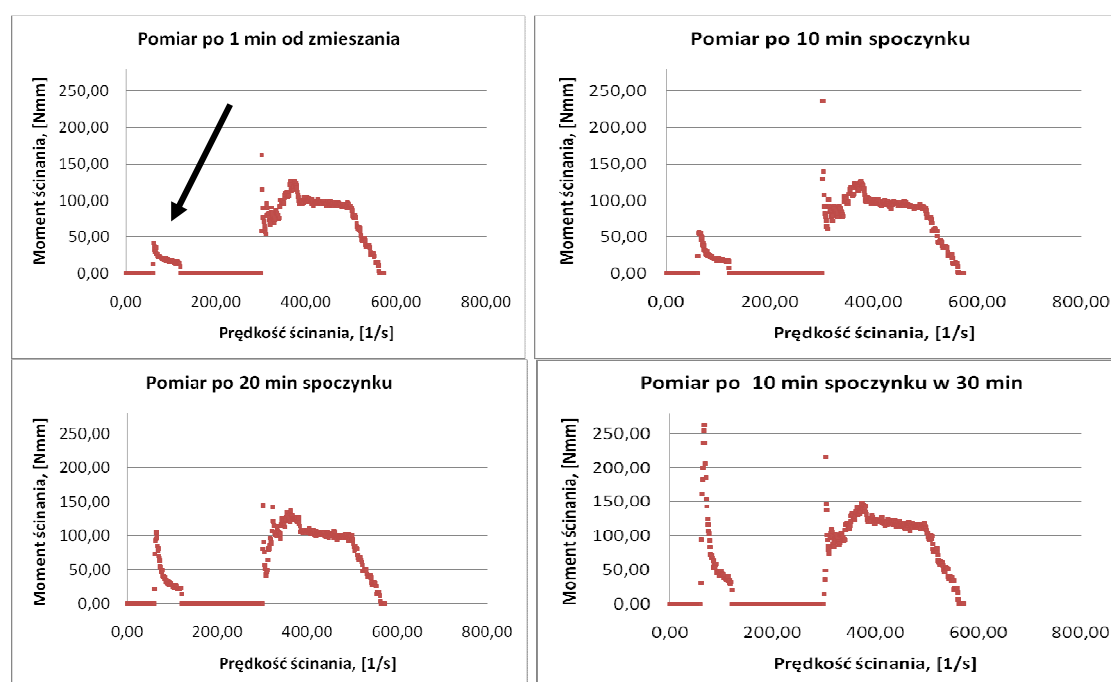 Pomiar po 1 min od zmieszania
Moment ścinania, [Nmm]
250,00
200,00
150,00
100,00
50,00
0,00
0,00 200,00 400,00 600,00 800,00
Prędkość ścinania, [1/s]
Pomiar po 10 min spoczynku
Moment ścinania, [Nmm]
250,00
200,00
150,00
100,00
50,00
0,00
0,00 200,00 400,00 600,00 800,00
Prędkość ścinania, [1/s]
Pomiar po 20 min spoczynku
Moment ścinania, [Nmm]
250,00
200,00
150,00
100,00
50,00
0,00
0,00 200,00 400,00 600,00 800,00
Prędkość ścinania, [1/s]
Pomiar po 10 min spoczynku w 30 min
Moment ścinania, [Nmm]
250,00
200,00
150,00
100,00
50,00
0,00
0,00 200,00 400,00 600,00 800,00
Prędkość ścinania, [1/s]